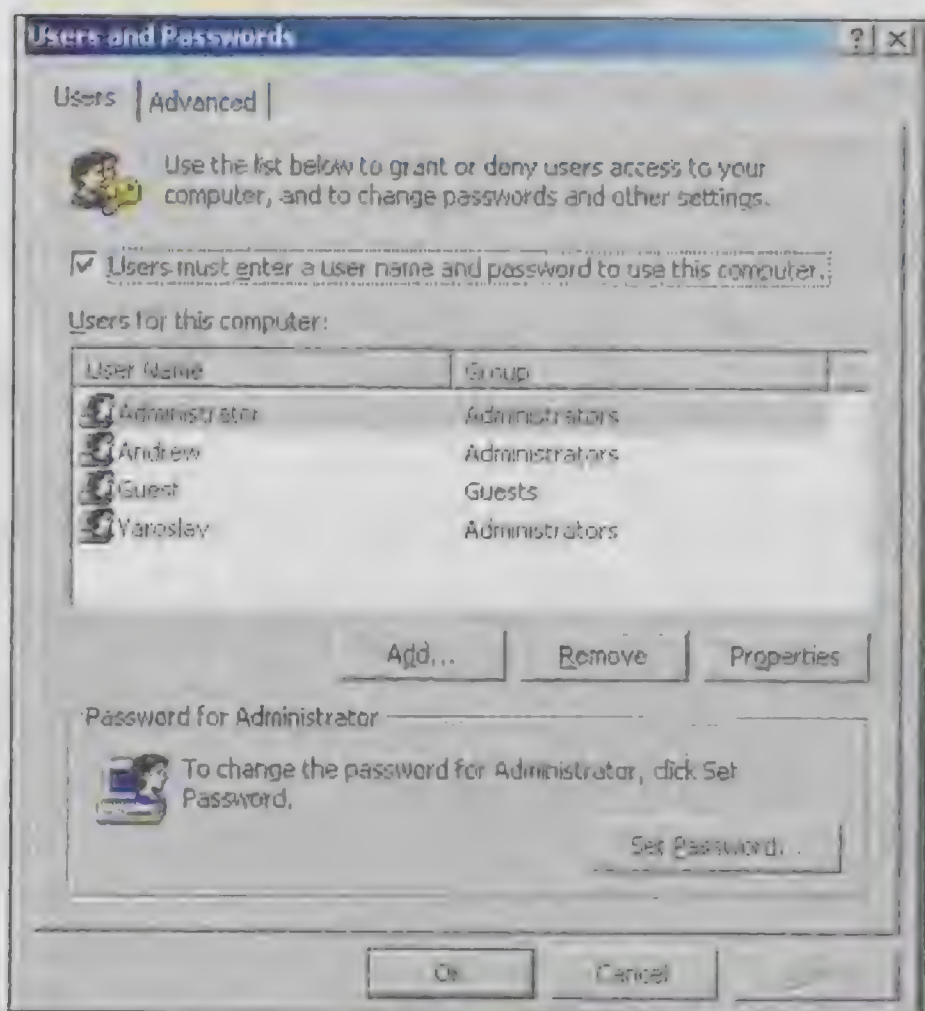 Users and Passwords
Users Advanced
Use the list below to grant or deny users access to your
computer, and to change passwords and other settings.
Users must enter a user name and password to use this computer.
Users for this computer:
User Name Group
Administrator Administrators
Andrew Administrators
Guest Guests
Yaroslav Administrators
Add... Remove Properties
Password for Administrator
To change the password for Administrator, click Set
Password.
Set Password...
OK Cancel